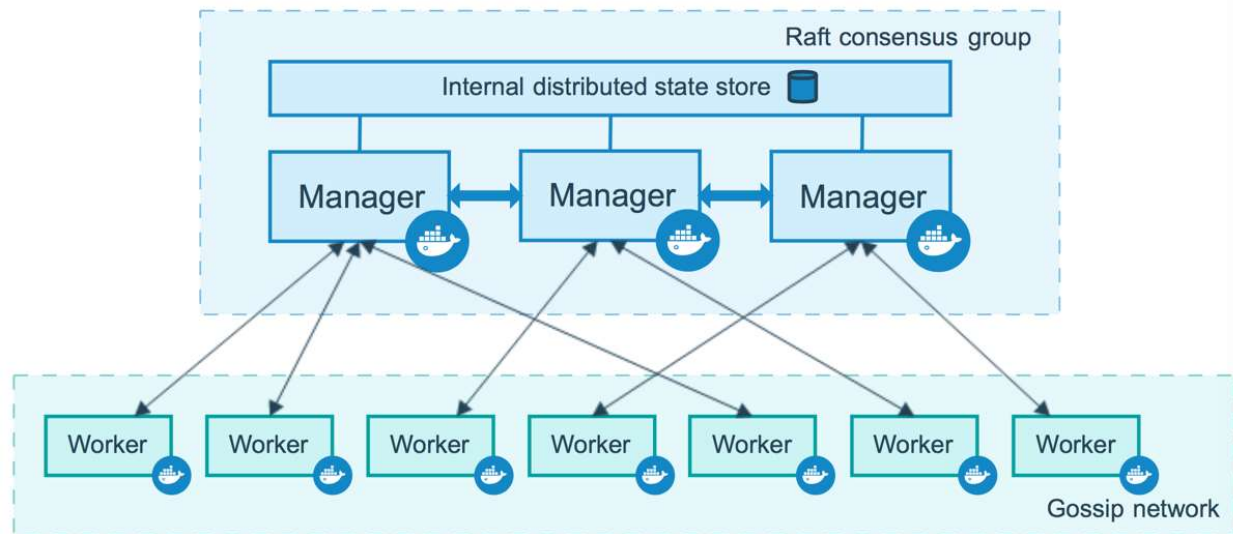 Raft consensus group
Internal distributed state store
Manager
Manager
Manager
Worker
Worker
Worker
Worker
Worker
Worker
Worker
Gossip network